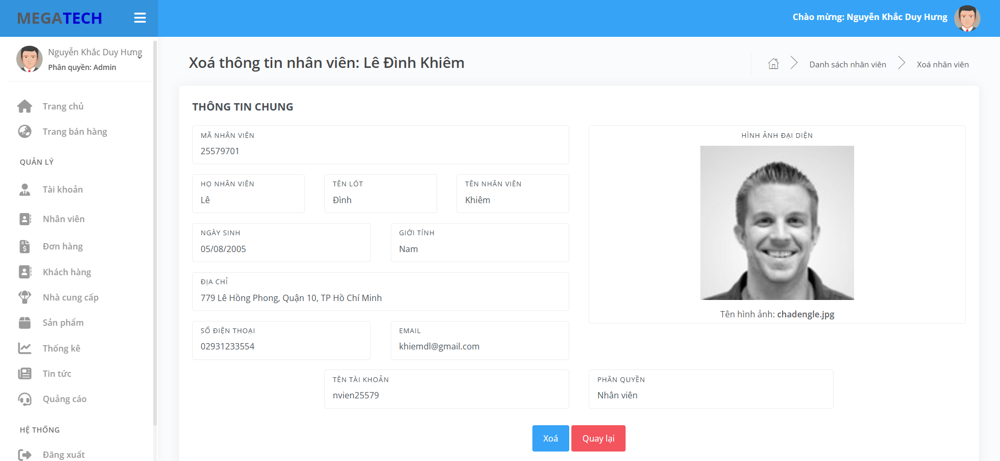 MEGATECH
Chào mừng: Nguyễn Khắc Duy Hưng
Nguyễn Khắc Duy Hưng
Phân quyền: Admin
Trang chủ
Trang bán hàng
QUẢN LÝ
Tài khoản
Nhân viên
Đơn hàng
Khách hàng
Nhà cung cấp
Sản phẩm
Thống kê
Tin tức
Quảng cáo
HỆ THỐNG
Đăng xuất
Xoá thông tin nhân viên: Lê Đình Khiêm
Danh sách nhân viên
Xoá nhân viên
THÔNG TIN CHUNG
MÃ NHÂN VIÊN
25579701
HỌ NHÂN VIÊN
Lê
TÊN LÓT
Đình
TÊN NHÂN VIÊN
Khiêm
NGÀY SINH
05/08/2005
GIỚI TÍNH
Nam
ĐỊA CHỈ
779 Lê Hồng Phong, Quận 10, TP Hồ Chí Minh
SỐ ĐIỆN THOẠI
02931233554
EMAIL
khiemdl@gmail.com
HÌNH ẢNH ĐẠI DIỆN
Tên hình ảnh: chadengle.jpg
TÊN TÀI KHOẢN
nvien25579
PHÂN QUYỀN
Nhân viên
Xoá
Quay lại